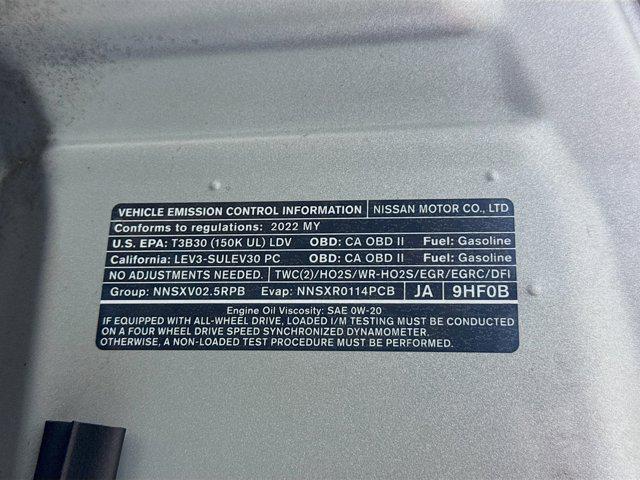 VEHICLE EMISSION CONTROL INFORMATION NISSAN MOTOR CO., LTD
Conforms to regulations: 2022 MY
U.S. EPA: T3B30 (150K UL) LDV OBD: CA OBD II Fuel: Gasoline
California: LEV3-SULEV30 PC OBD: CA OBD II Fuel: Gasoline
NO ADJUSTMENTS NEEDED. TWC(2)/HO2S/WR-HO2S/EGR/EGRC/DFI
Group: NNSXV02.5RPB Evap: NNSXR0114PCB JA 9HF0B
Engine Oil Viscosity: SAE 0W-20
IF EQUIPPED WITH ALL-WHEEL DRIVE, LOADED I/M TESTING MUST BE CONDUCTED
ON A FOUR WHEEL DRIVE SPEED SYNCHRONIZED DYNAMOMETER.
OTHERWISE, A NON-LOADED TEST PROCEDURE MUST BE PERFORMED.